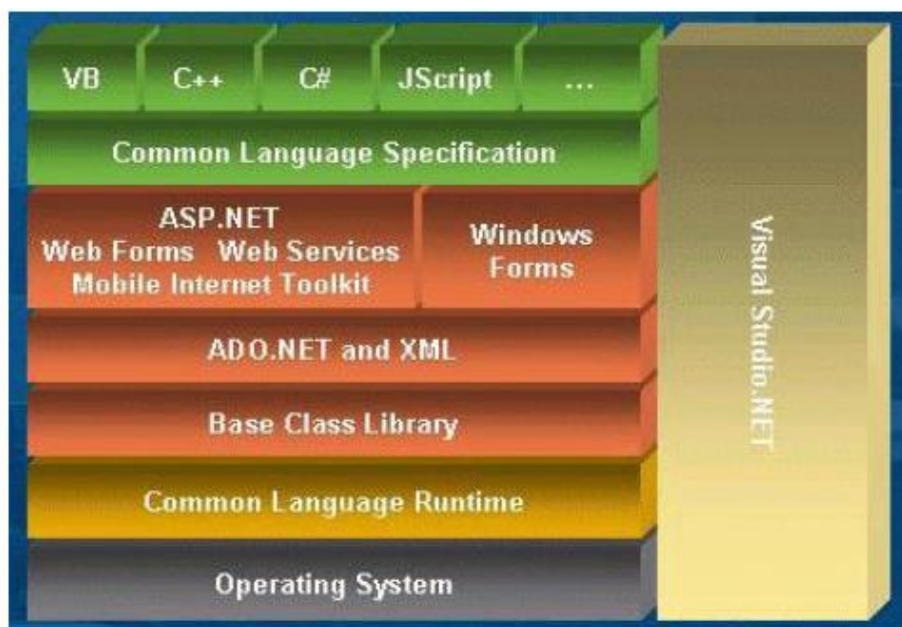 VB C++ C# JScript ...
Common Language Specification
ASP.NET
Web Forms Web Services
Mobile Internet Toolkit
Windows
Forms
ADO.NET and XML
Base Class Library
Common Language Runtime
Operating System
Visual Studio.NET